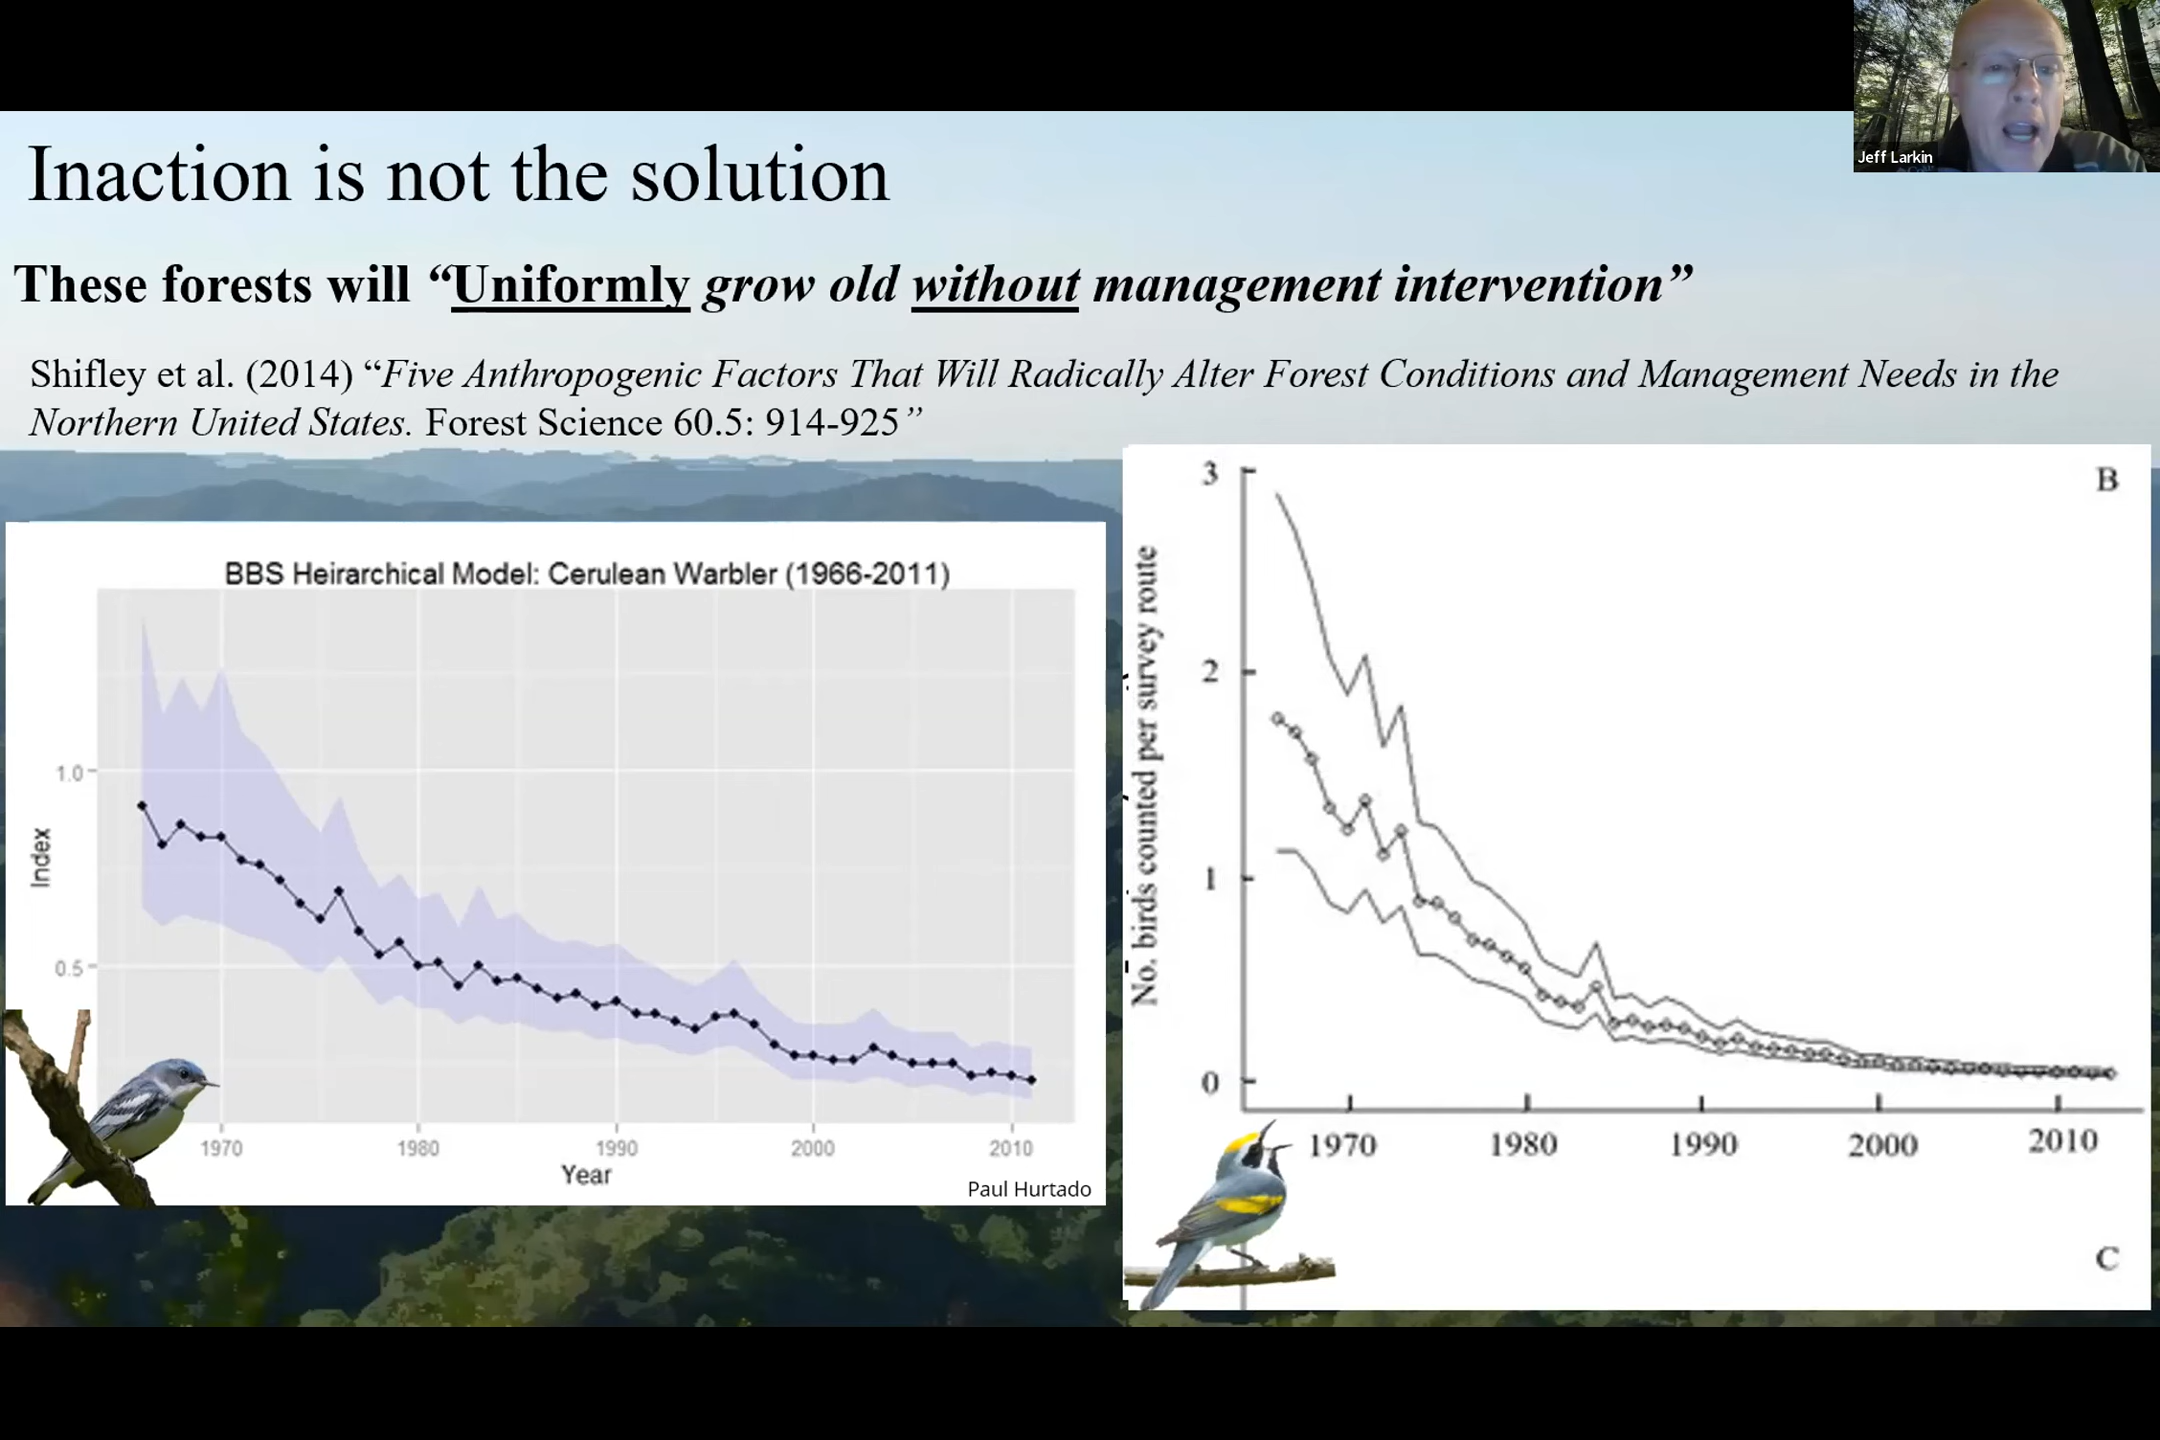 Jeff Larkin
Inaction is not the solution
These forests will “Uniformly grow old without management intervention”
Shifley et al. (2014) “Five Anthropogenic Factors That Will Radically Alter Forest Conditions and Management Needs in the
Northern United States. Forest Science 60.5: 914-925”
BBS Heirarchical Model: Cerulean Warbler (1966-2011)
1.0
0.5
Index
1970 1980 1990 2000 2010
Year
Paul Hurtado
B
3
2
1
0
No. birds counted per survey route
1970 1980 1990 2000 2010
C